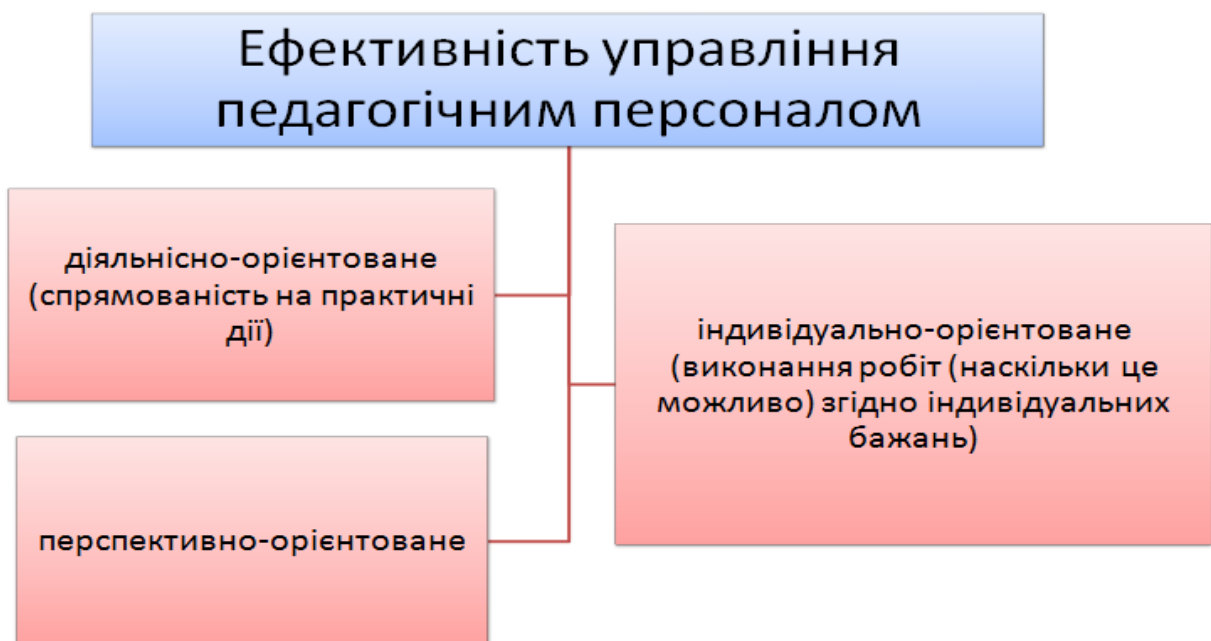 Ефективність управління
педагогічним персоналом
діяльнісно-орієнтоване
(спрямованість на практичні
дії)
індивідуально-орієнтоване
(виконання робіт (наскільки це
можливо) згідно індивідуальних
бажань)
перспективно-орієнтоване